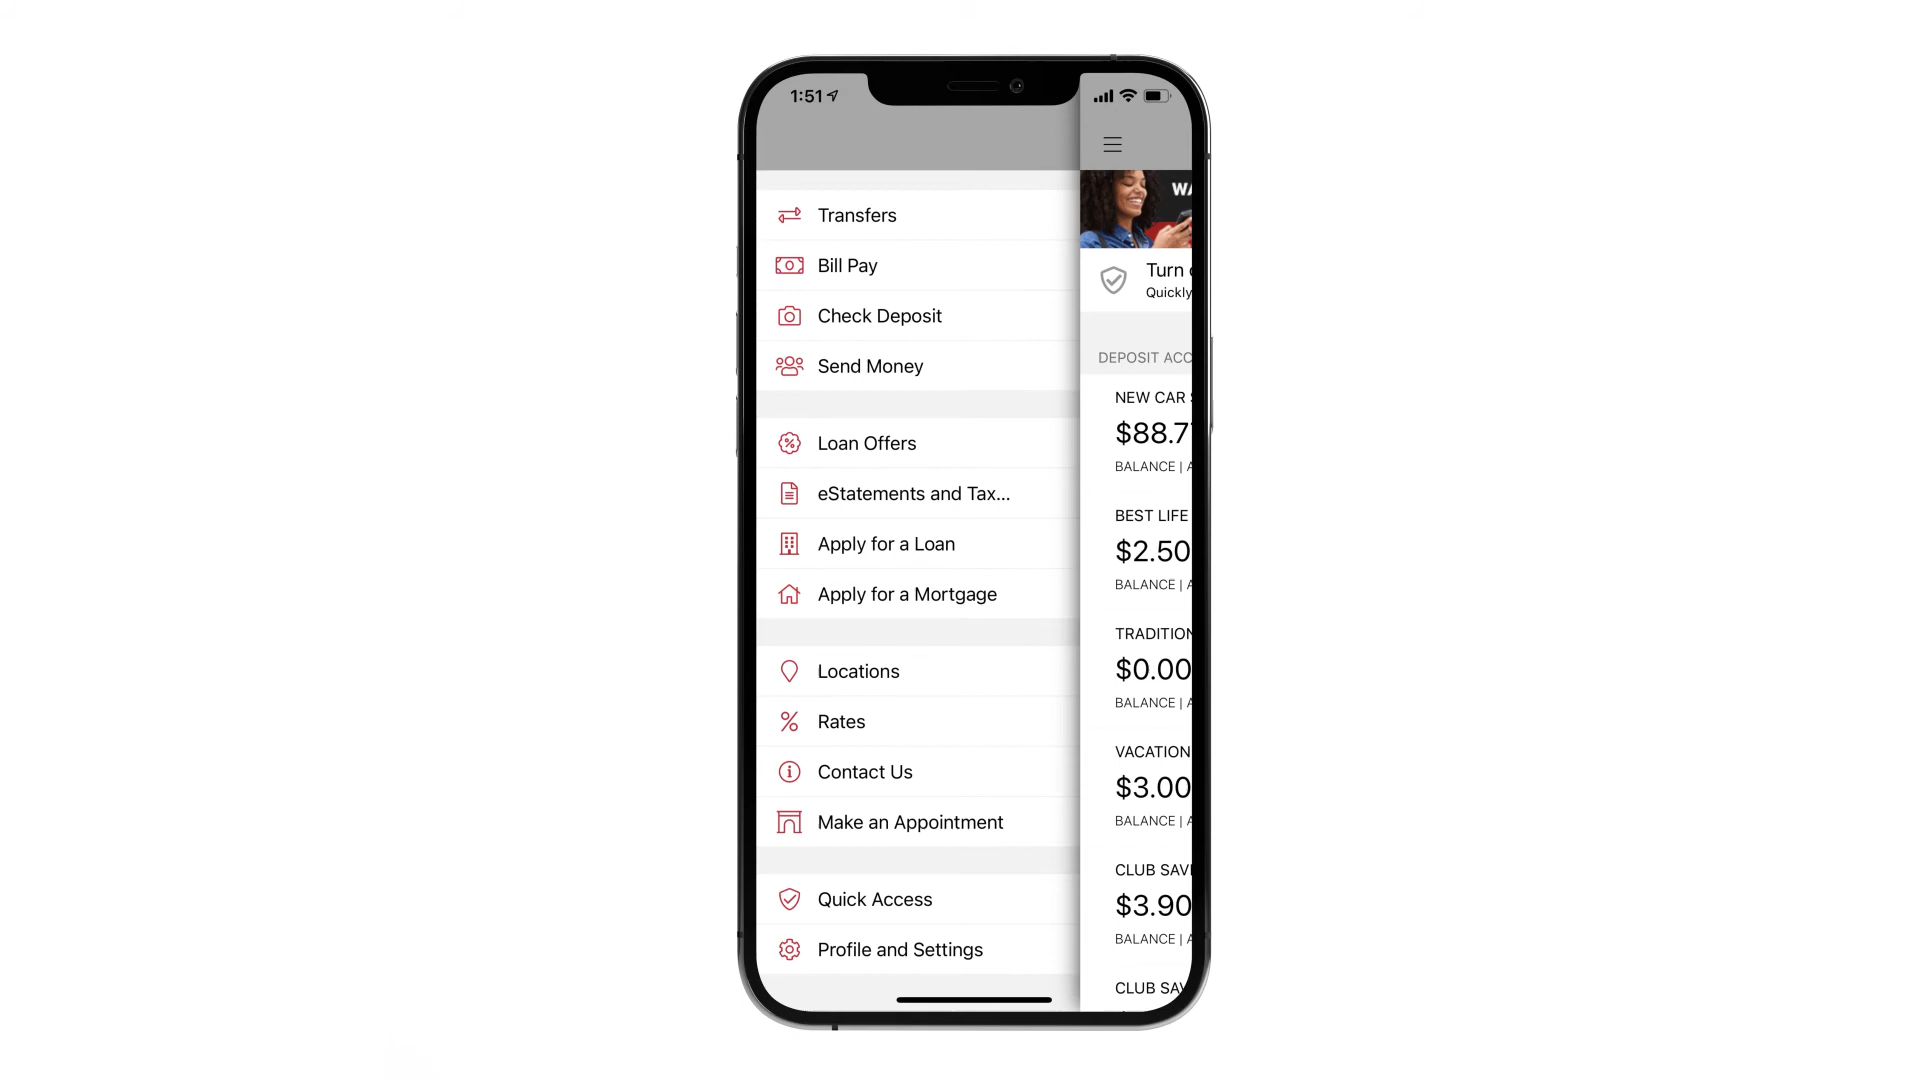 1:51
Transfers
Bill Pay
Check Deposit
Send Money
Loan Offers
eStatements and Tax...
Apply for a Loan
Apply for a Mortgage
Locations
Rates
Contact Us
Make an Appointment
Quick Access
Profile and Settings
WA
Turn
Quickly
DEPOSIT ACC
NEW CAR
$88.7
BALANCE | A
BEST LIFE
$2.50
BALANCE | A
TRADITION
$0.00
BALANCE | A
VACATION
$3.00
BALANCE | A
CLUB SAV
$3.90
BALANCE | A
CLUB SAV